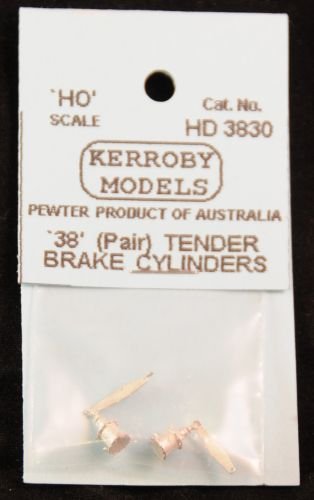 'HO'
SCALE
Cat. No.
HD 3830
KERROBY
MODELS
PEWTER PRODUCT OF AUSTRALIA
'38' (Pair) TENDER
BRAKE CYLINDERS